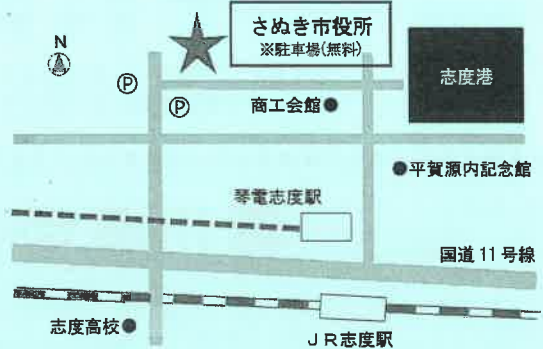 さぬき市役所
※駐車場(無料)
N
志度港
Ⓟ
Ⓟ
商工会館
平賀源内記念館
琴電志度駅
国道11号線
志度高校
JR志度駅